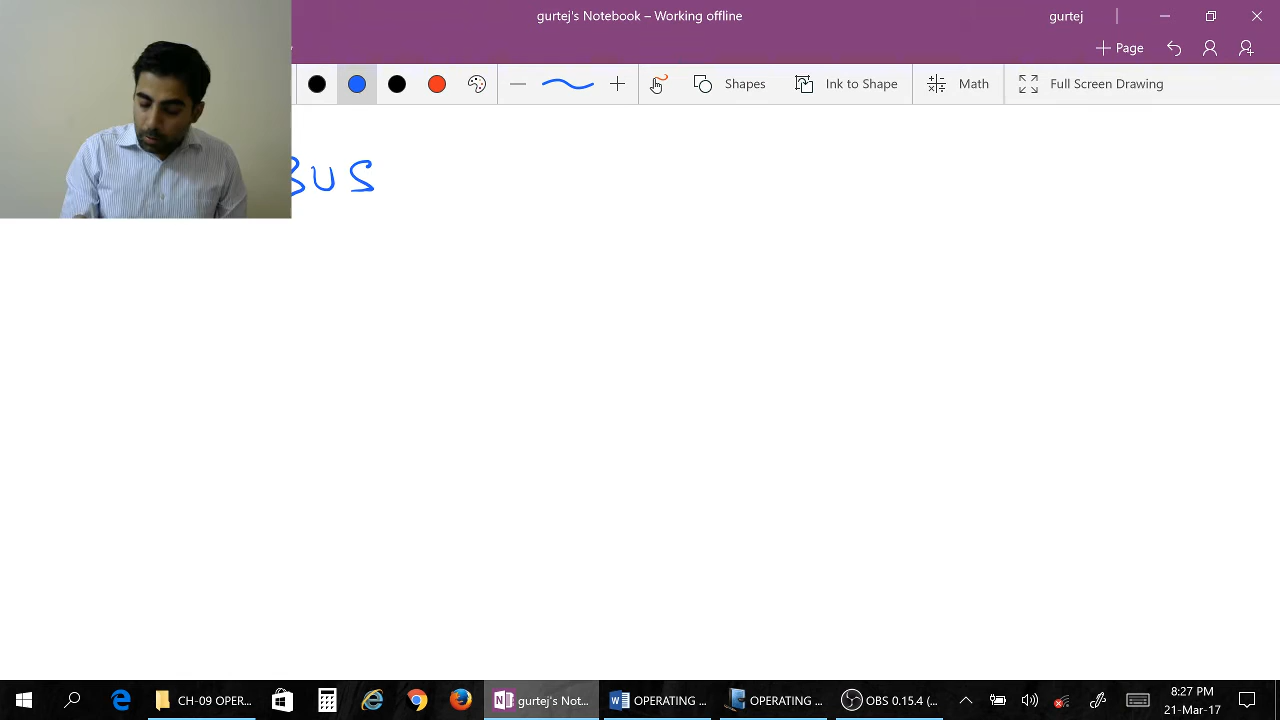 gurtej's Notebook – Working offline
gurtej
Page
Shapes
Ink to Shape
Math
Full Screen Drawing
BUS
CH-09 OPER...
gurtej's Not...
OPERATING ...
OPERATING ...
OBS 0.15.4 (...
8:27 PM
21-Mar-17